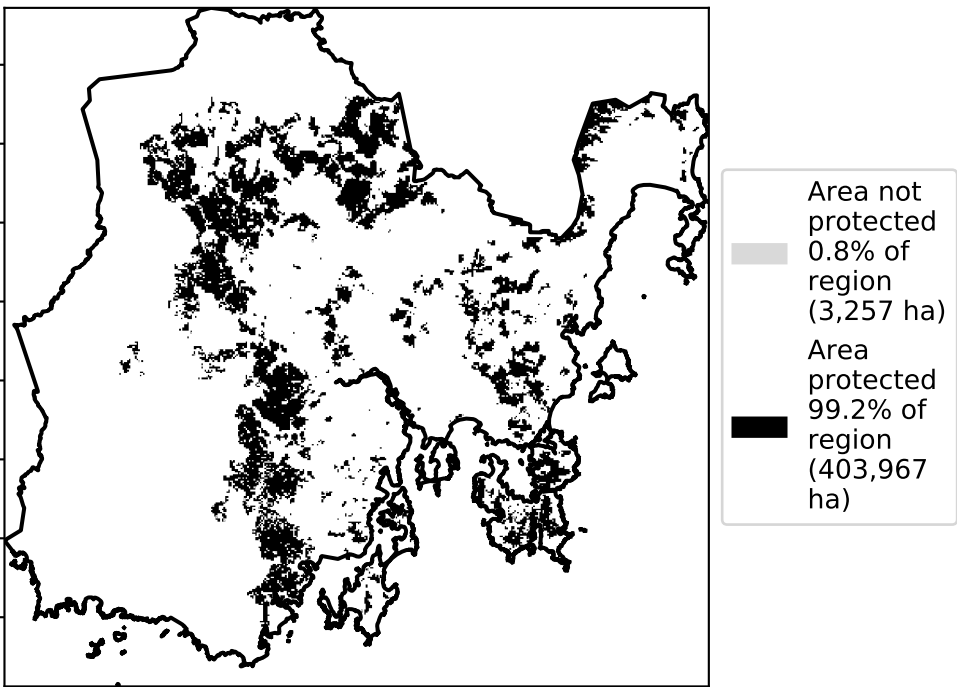 Area not
protected
0.8% of
region
(3,257 ha)
Area
protected
99.2% of
region
(403,967
ha)